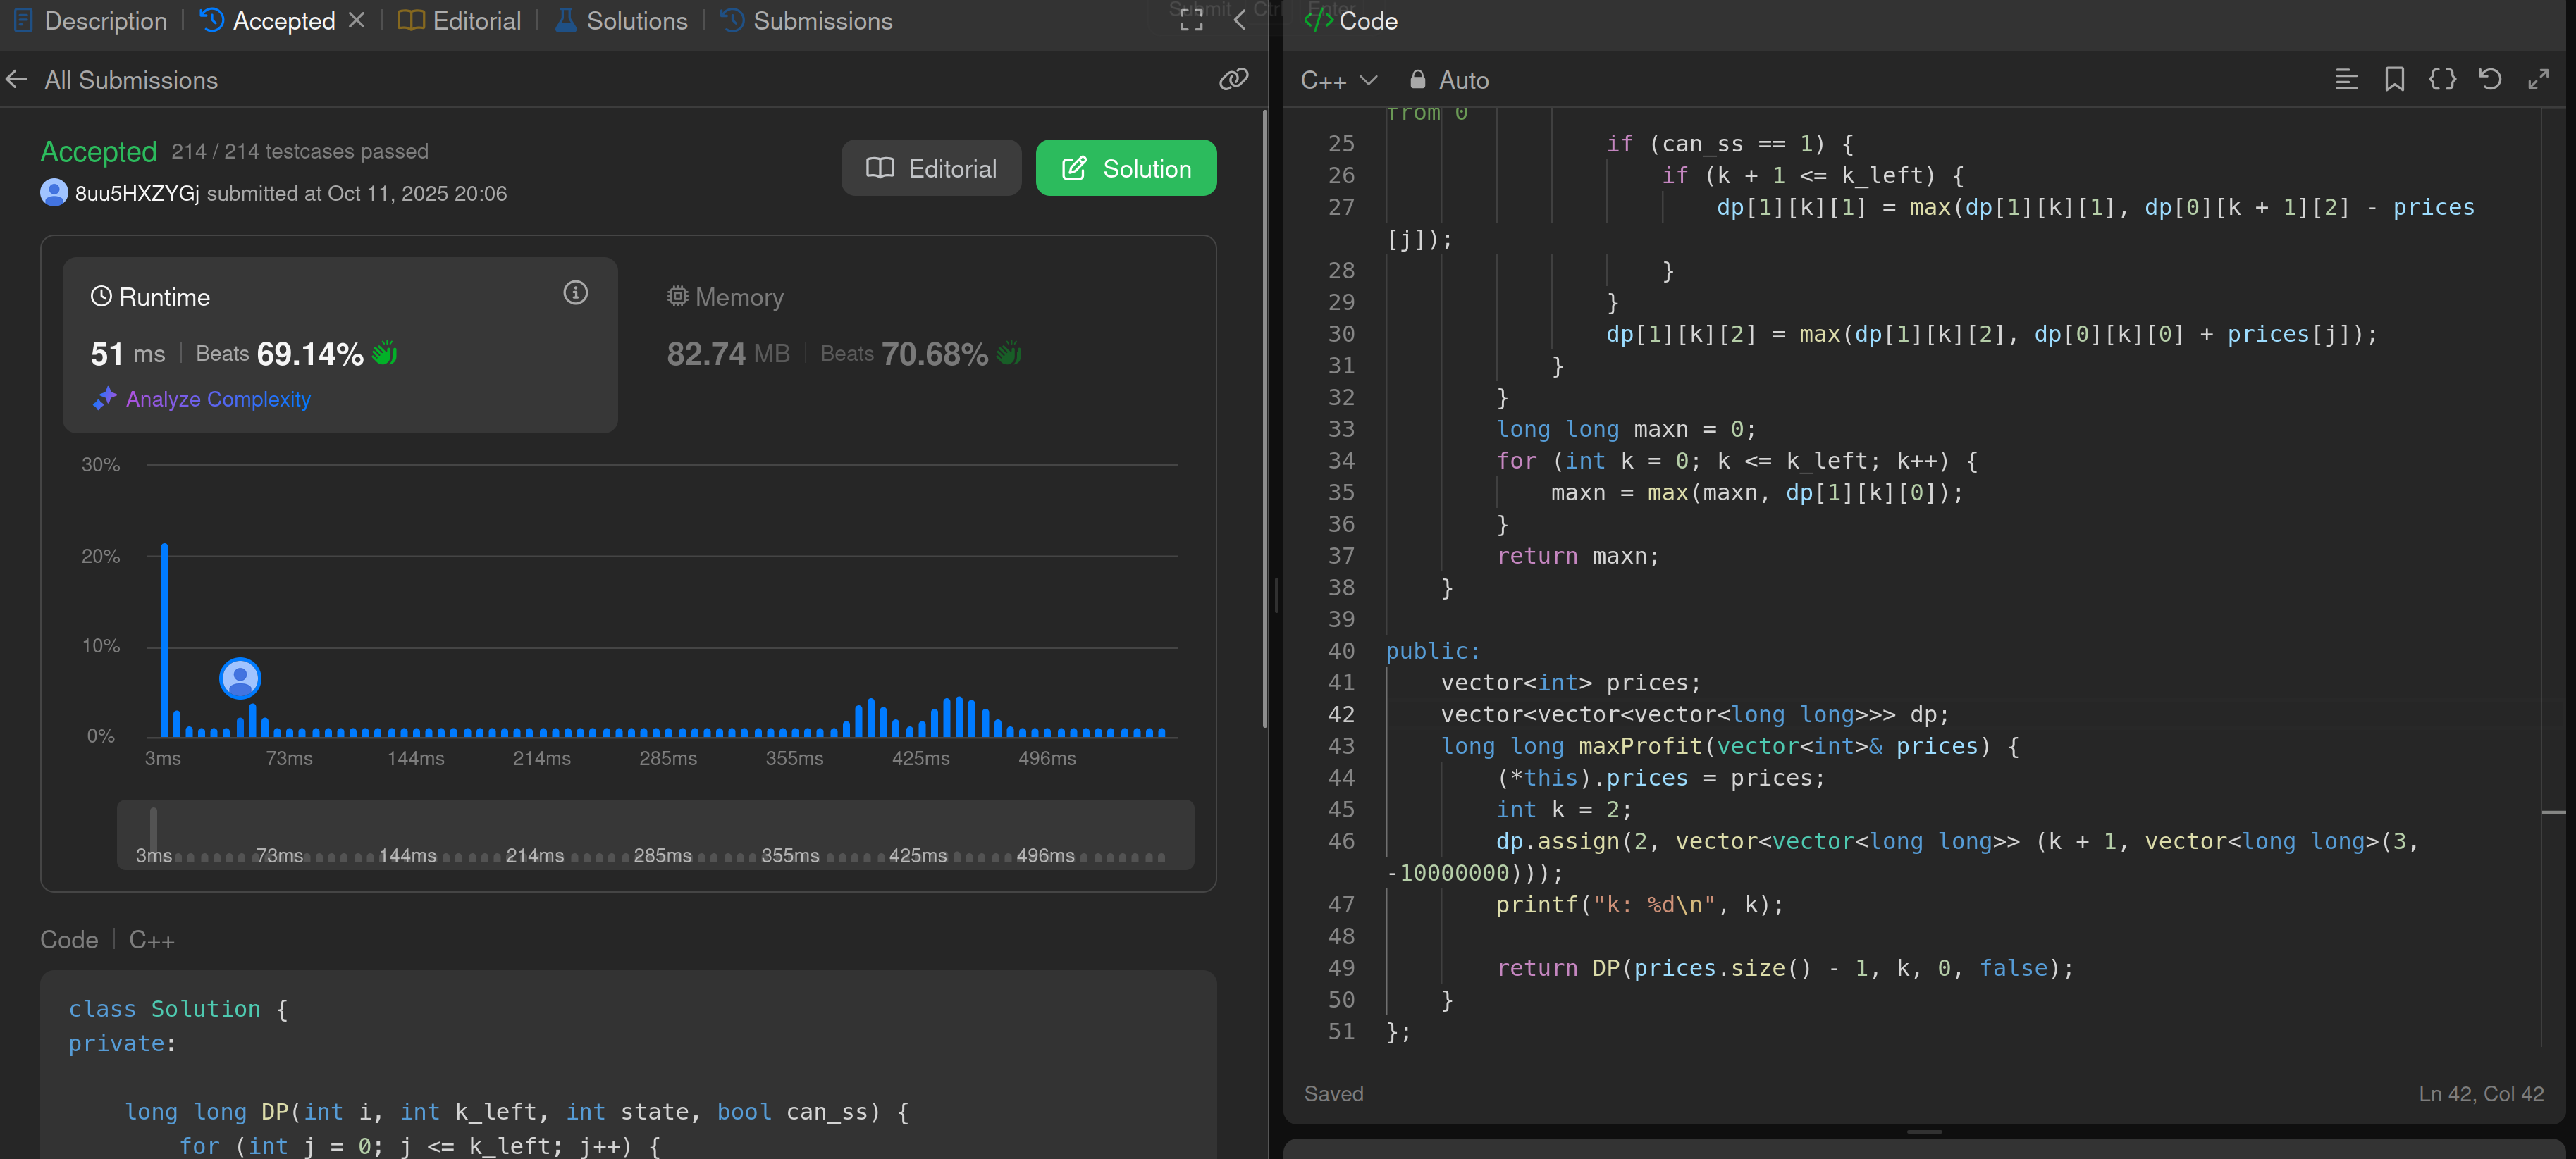 Description | Accepted × | Editorial | Solutions | Submissions
All Submissions
Accepted 214 / 214 testcases passed
8uu5HXZYGj submitted at Oct 11, 2025 20:06
Editorial
Solution
Runtime
51 ms | Beats 69.14%
Analyze Complexity
Memory
82.74 MB | Beats 70.68%
30%
20%
10%
0%
3ms 73ms 144ms 214ms 285ms 355ms 425ms 496ms
3ms 73ms 144ms 214ms 285ms 355ms 425ms 496ms
Code | C++
class Solution {
private:
long long DP(int i, int k_left, int state, bool can_ss) {
for (int j = 0; j <= k_left; j++) {
Submit Ctrl Enter
</> Code
C++ Auto
from 0
25 if (can_ss == 1) {
26 if (k + 1 <= k_left) {
27 dp[1][k][1] = max(dp[1][k][1], dp[0][k + 1][2] - prices
[j]);
28 }
29 }
30 dp[1][k][2] = max(dp[1][k][2], dp[0][k][0] + prices[j]);
31 }
32 }
33 long long maxn = 0;
34 for (int k = 0; k <= k_left; k++) {
35 maxn = max(maxn, dp[1][k][0]);
36 }
37 return maxn;
38 }
39
40 public:
41 vector<int> prices;
42 vector<vector<vector<long long>>> dp;
43 long long maxProfit(vector<int>& prices) {
44 (*this).prices = prices;
45 int k = 2;
46 dp.assign(2, vector<vector<long long>> (k + 1, vector<long long>(3,
-10000000)));
47 printf("k: %d\n", k);
48
49 return DP(prices.size() - 1, k, 0, false);
50 }
51 };
Saved
Ln 42, Col 42